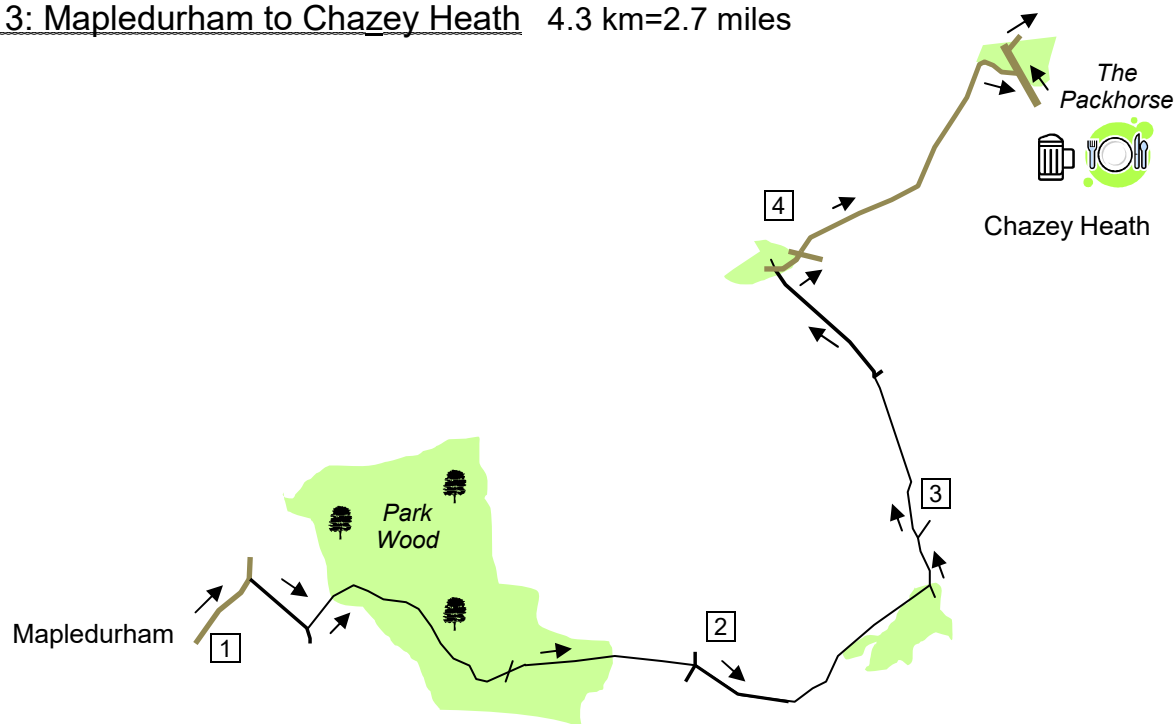 3: Mapledurham to Chazey Heath 4.3 km=2.7 miles
The
Packhorse
4
Chazey Heath
3
Park
Wood
2
Mapledurham
1